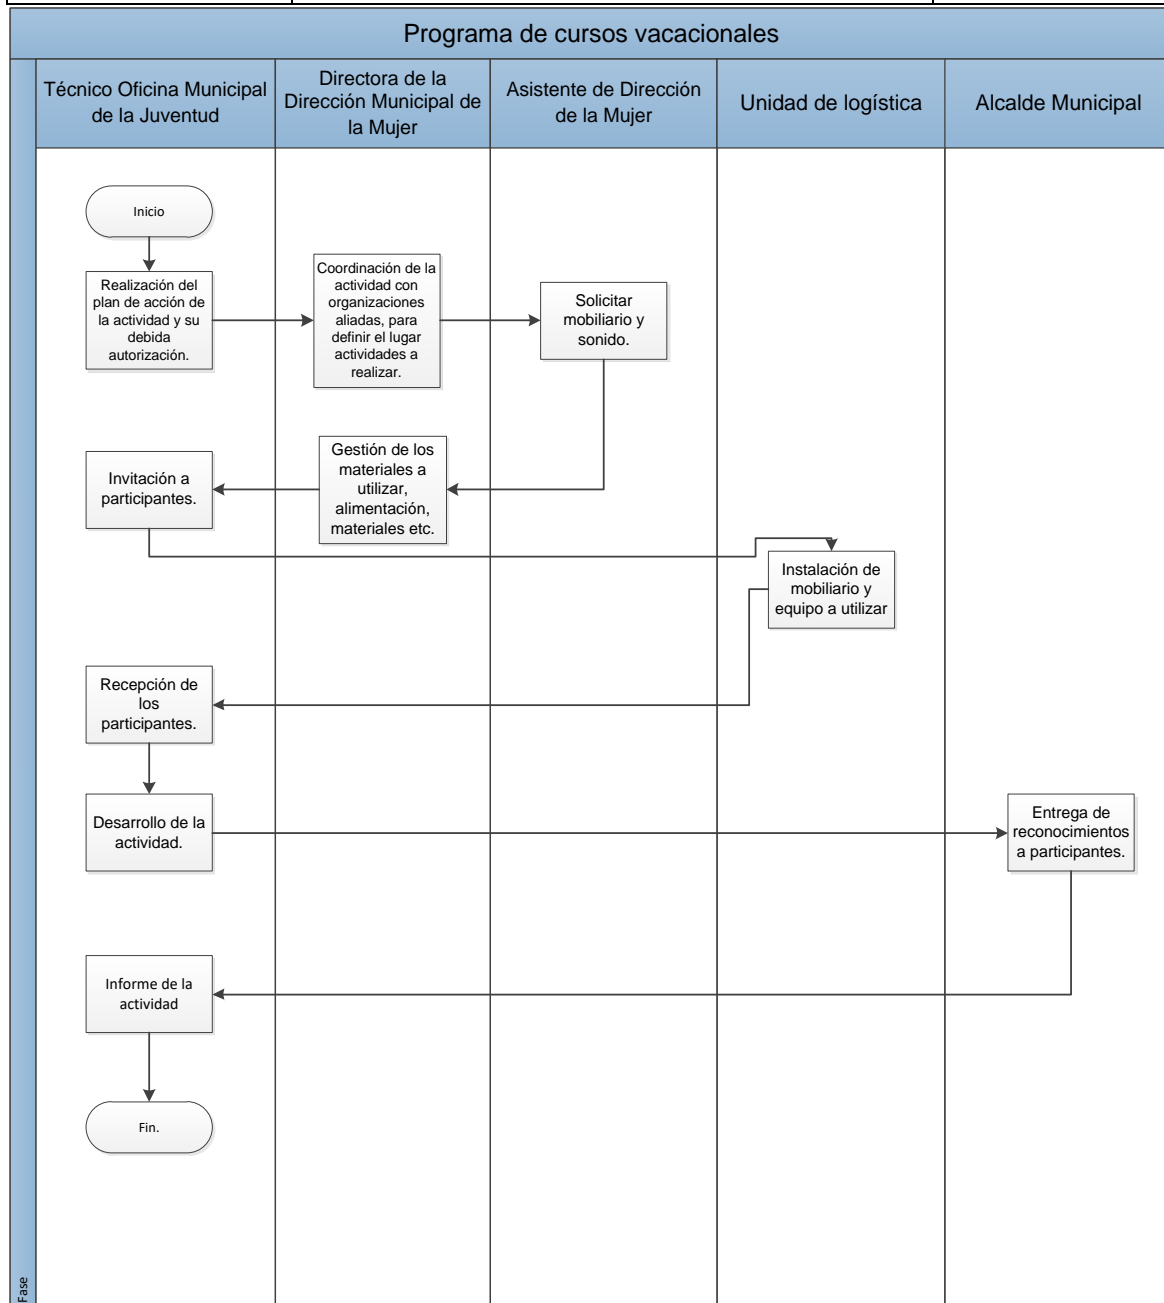 Programa de cursos vacacionales
Técnico Oficina Municipal
de la Juventud
Directora de la
Dirección Municipal de
la Mujer
Asistente de Dirección
de la Mujer
Unidad de logística
Alcalde Municipal
Inicio
Realización del
plan de acción de
la actividad y su
debida
autorización.
Coordinación de la
actividad con
organizaciones
aliadas, para
definir el lugar
actividades a
realizar.
Solicitar
mobiliario y
sonido.
Gestión de los
materiales a
utilizar,
alimentación,
materiales etc.
Invitación a
participantes.
Instalación de
mobiliario y
equipo a utilizar
Recepción de
los
participantes.
Desarrollo de la
actividad.
Entrega de
reconocimientos
a participantes.
Informe de la
actividad
Fin.
Fase